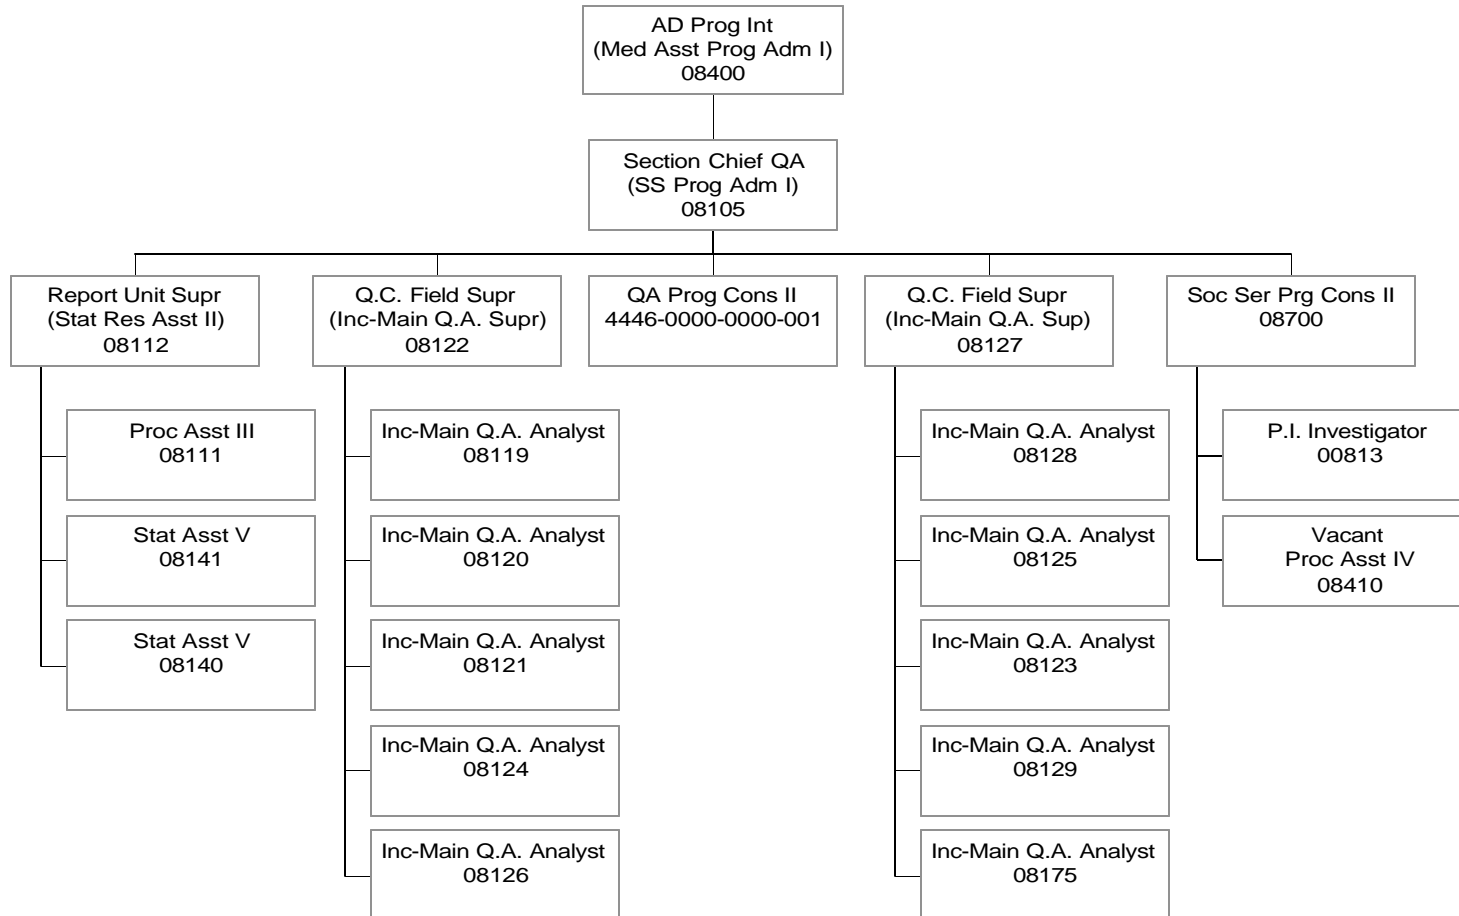 AD Prog Int
(Med Asst Prog Adm I)
08400
Section Chief QA
(SS Prog Adm I)
08105
Report Unit Supr
(Stat Res Asst II)
08112
Q.C. Field Supr
(Inc-Main Q.A. Supr)
08122
QA Prog Cons II
4446-0000-0000-001
Q.C. Field Supr
(Inc-Main Q.A. Sup)
08127
Soc Ser Prg Cons II
08700
Proc Asst III
08111
Stat Asst V
08141
Stat Asst V
08140
Inc-Main Q.A. Analyst
08119
Inc-Main Q.A. Analyst
08120
Inc-Main Q.A. Analyst
08121
Inc-Main Q.A. Analyst
08124
Inc-Main Q.A. Analyst
08126
Inc-Main Q.A. Analyst
08128
Inc-Main Q.A. Analyst
08125
Inc-Main Q.A. Analyst
08123
Inc-Main Q.A. Analyst
08129
Inc-Main Q.A. Analyst
08175
P.I. Investigator
00813
Vacant
Proc Asst IV
08410